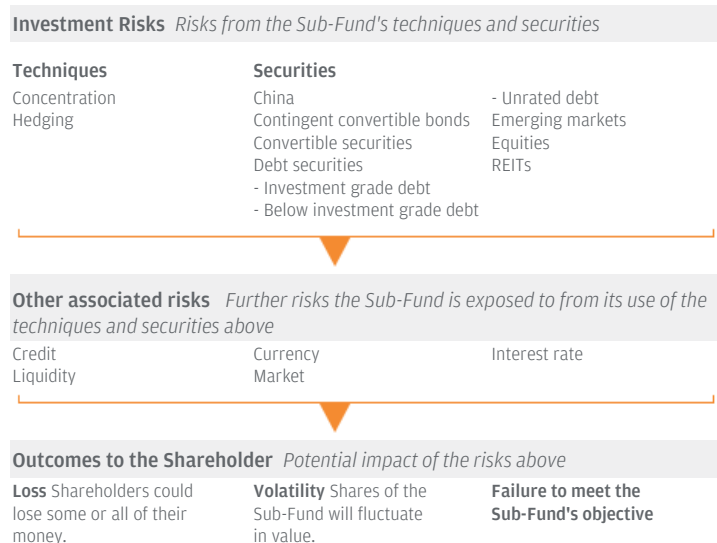 Investment Risks Risks from the Sub-Fund's techniques and securities
Techniques
Concentration
Hedging
Securities
China
Contingent convertible bonds
Convertible securities
Debt securities
- Investment grade debt
- Below investment grade debt
- Unrated debt
Emerging markets
Equities
REITs
Other associated risks Further risks the Sub-Fund is exposed to from its use of the
techniques and securities above
Credit
Liquidity
Currency
Market
Interest rate
Outcomes to the Shareholder Potential impact of the risks above
Loss Shareholders could
lose some or all of their
money.
Volatility Shares of the
Sub-Fund will fluctuate
in value.
Failure to meet the
Sub-Fund's objective